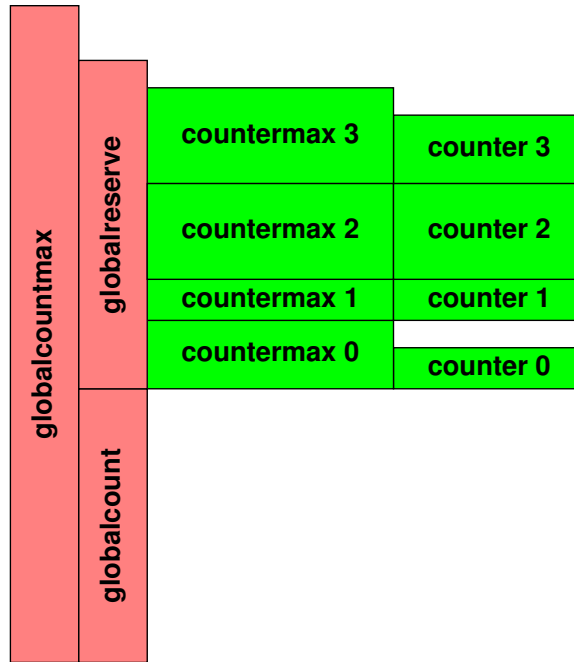 globalcountmax
globalreserve
globalcount
countermax 3
counter 3
countermax 2
counter 2
countermax 1
counter 1
countermax 0
counter 0